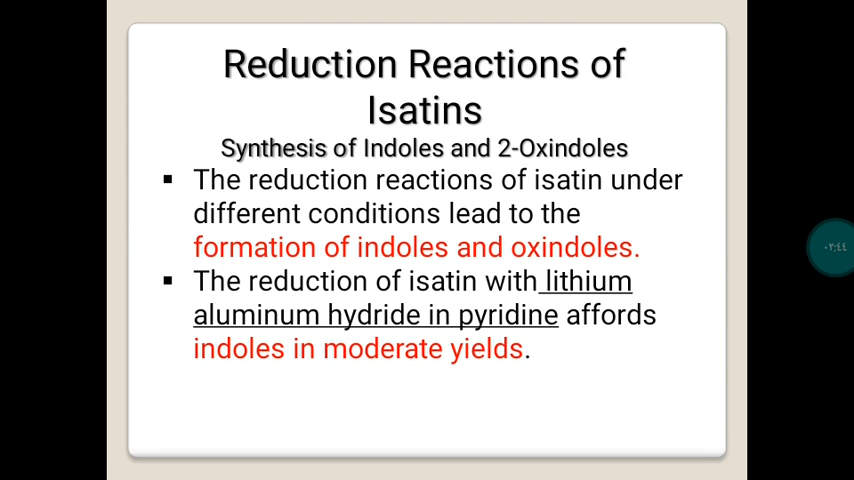 Reduction Reactions of
Isatins
Synthesis of Indoles and 2-Oxindoles
▪ The reduction reactions of isatin under
different conditions lead to the
formation of indoles and oxindoles.
▪ The reduction of isatin with lithium
aluminum hydride in pyridine affords
indoles in moderate yields.
٠٢:٤٤